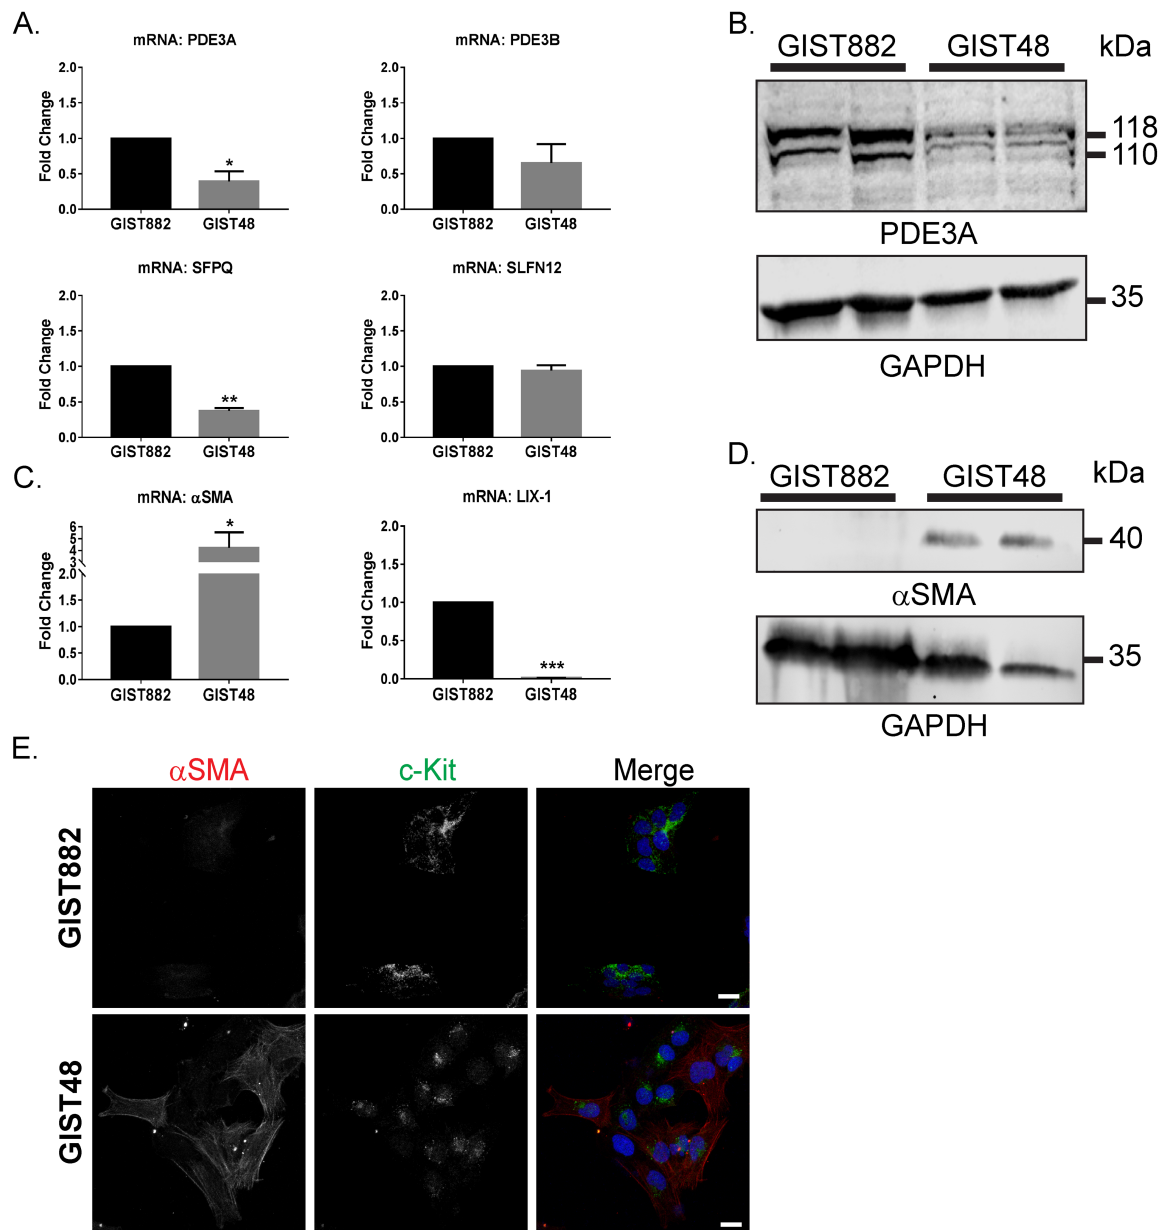 A.
mRNA: PDE3A
Fold Change
2.0
1.5
1.0
0.5
0.0
*
GIST882
GIST48
mRNA: PDE3B
Fold Change
2.0
1.5
1.0
0.5
0.0
GIST882
GIST48
mRNA: SFPQ
Fold Change
2.0
1.5
1.0
0.5
0.0
**
GIST882
GIST48
mRNA: SLFN12
Fold Change
2.0
1.5
1.0
0.5
0.0
GIST882
GIST48
B.
GIST882 GIST48 kDa
118
110
PDE3A
35
GAPDH
C.
mRNA: αSMA
Fold Change
6
5
4
3
2.0
1.5
1.0
0.5
0.0
*
GIST882
GIST48
mRNA: LIX-1
Fold Change
2.0
1.5
1.0
0.5
0.0
***
GIST882
GIST48
D.
GIST882 GIST48 kDa
40
αSMA
35
GAPDH
E.
αSMA c-Kit Merge
GIST882
GIST48